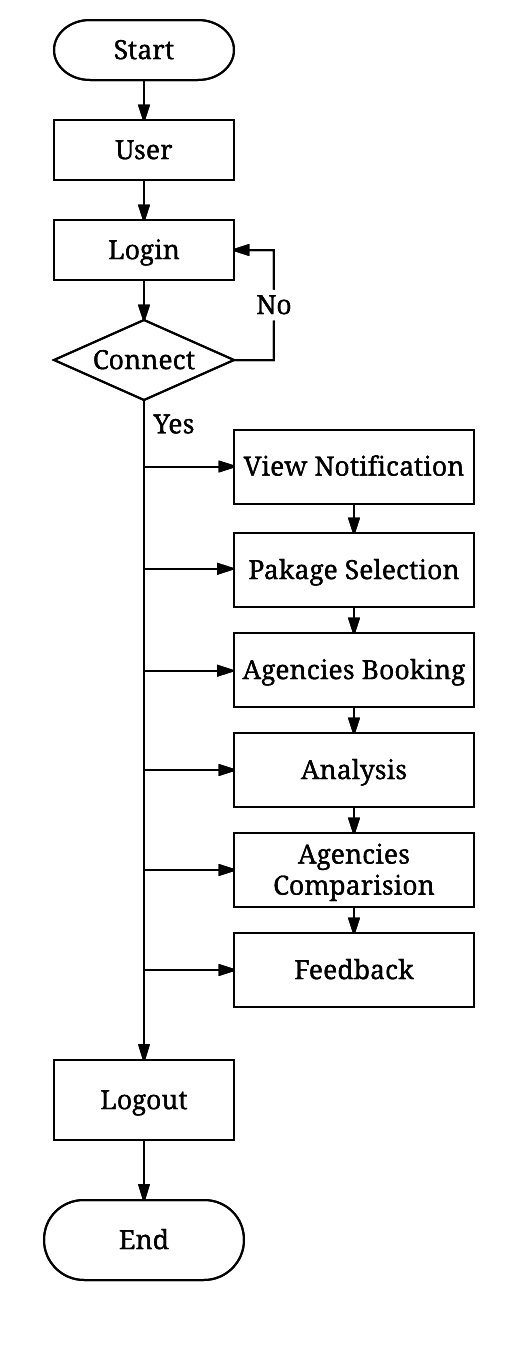 Start
User
Login
No
Connect
Yes
View Notification
Pakage Selection
Agencies Booking
Analysis
Agencies
Comparision
Feedback
Logout
End